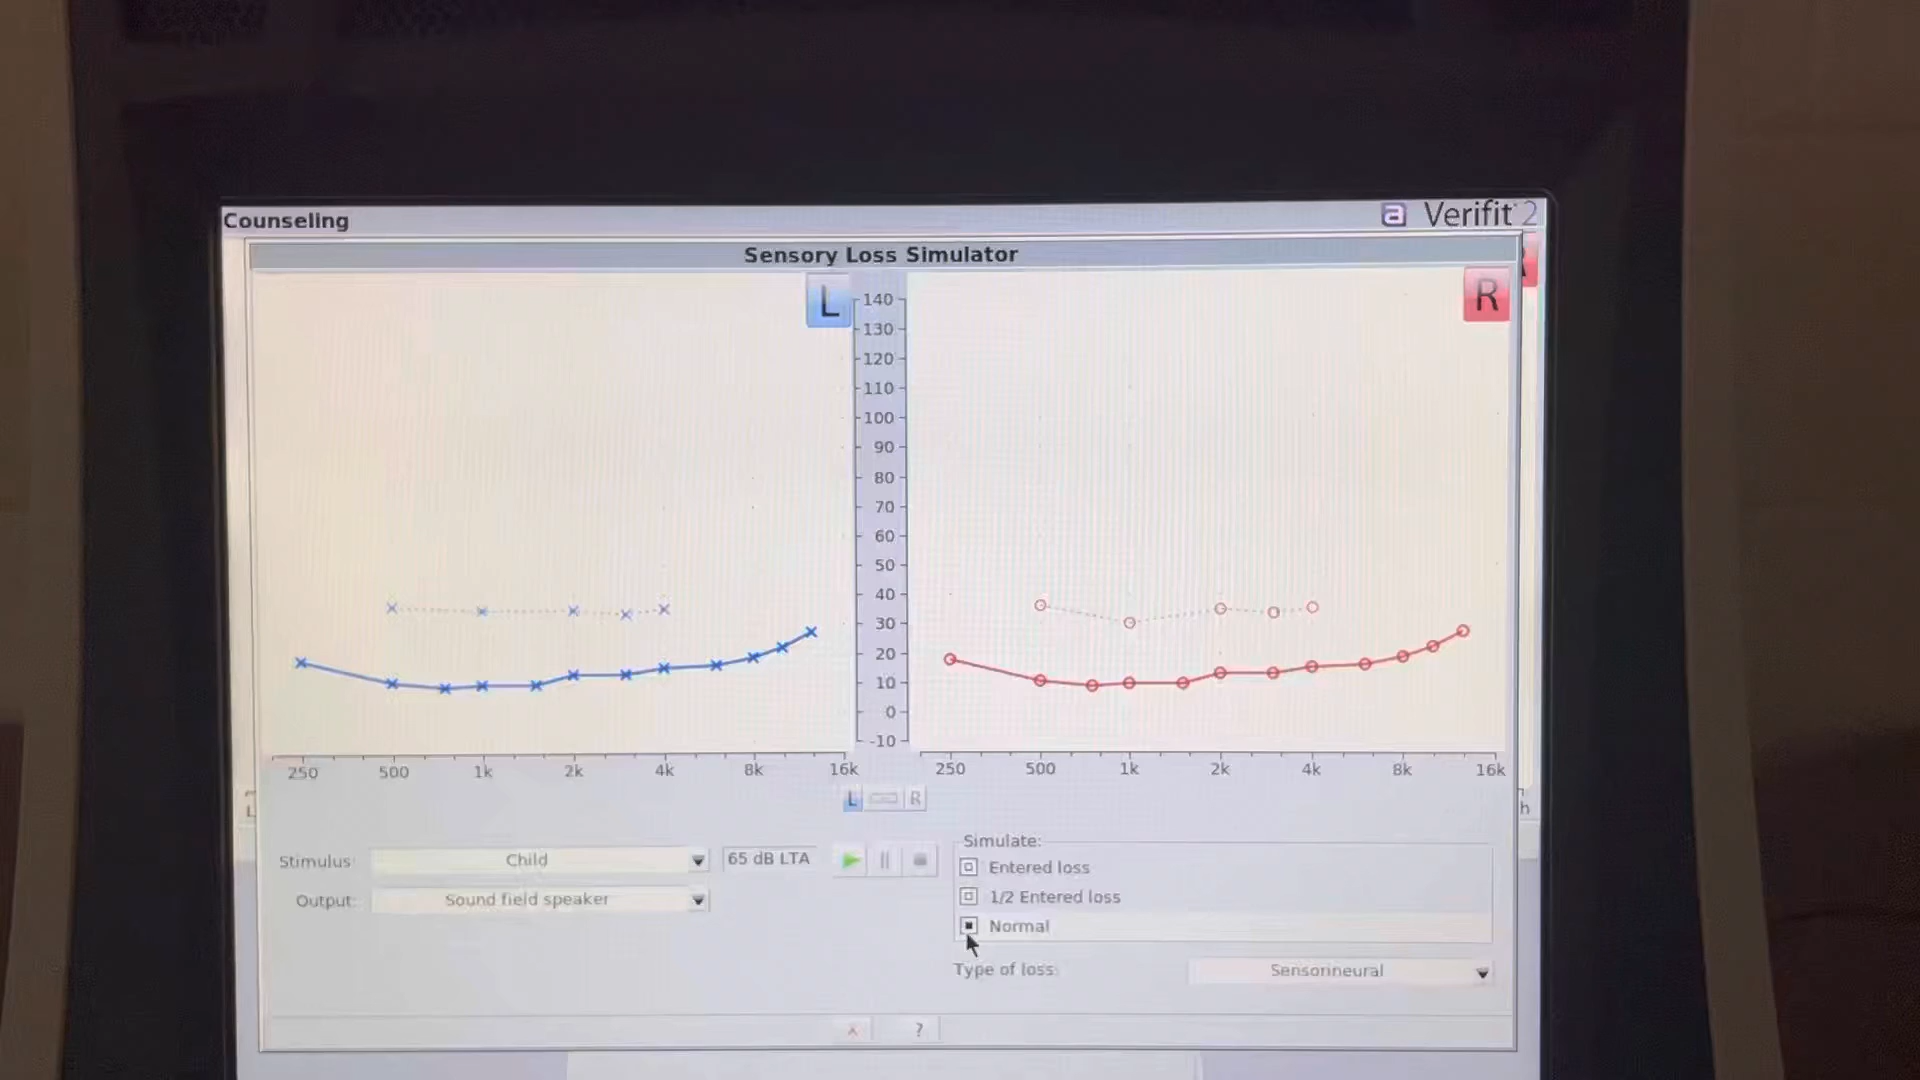 Counseling
a Verifit 2
Sensory Loss Simulator
L
R
140
130
120
110
100
90
80
70
60
50
40
30
20
10
0
-10
250 500 1k 2k 4k 8k 16k
250 500 1k 2k 4k 8k 16k
L R
h
Stimulus: Child 65 dB LTA
Output: Sound field speaker
Simulate:
Entered loss
1/2 Entered loss
Normal
Type of loss: Sensorineural
x ?